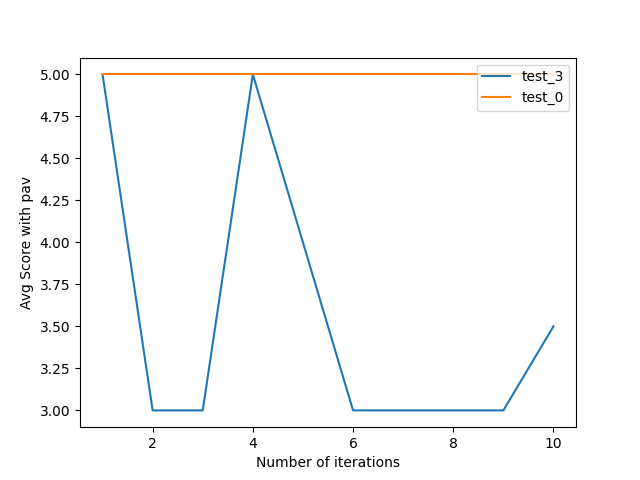 5.00
4.75
4.50
4.25
4.00
3.75
3.50
3.25
3.00
Avg Score with pav
2 4 6 8 10
Number of iterations
test_3
test_0